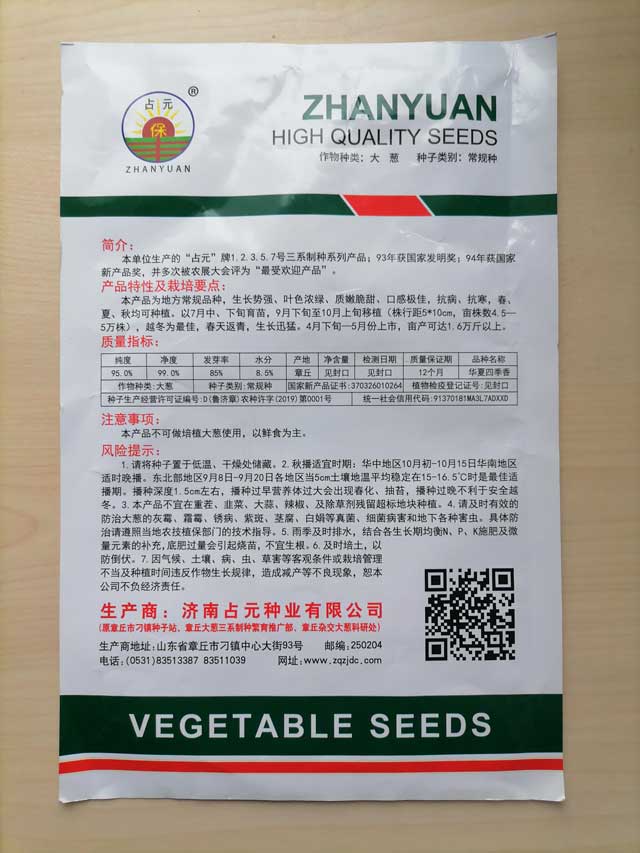 占元
保
®
ZHANYUAN
ZHANYUAN
HIGH QUALITY SEEDS
作物种类：大 葱 种子类别：常规种
简介：
本单位生产的“占元”牌1.2.3.5.7号三系制种系列产品；93年获国家发明奖；94年获国家
新产品奖，并多次被农展大会评为“最受欢迎产品”。
产品特性及栽培要点：
本产品为地方常规品种，生长势强、叶色浓绿、质嫩脆甜、口感极佳，抗病、抗寒，春、
夏、秋均可种植。以7月中、下旬育苗，9月下旬至10月上旬移植（株行距5*10cm，亩株数4.5—
5万株），越冬为最佳，春天返青，生长迅猛。4月下旬—5月份上市，亩产可达1.6万斤以上。
质量指标：
纯度 净度 发芽率 水分 产地 净含量 检测日期 质量保证期 品种名称
95.0% 99.0% 85% 8.5% 章丘 见封口 见封口 12个月 华夏四季香
作物种类：大葱 种子类别：常规种 国家新产品证书：370326010264 植物检疫登记证号：见封口
种子生产经营许可证编号：D(鲁济章)农种许字(2019)第0001号 统一社会信用代码：91370181MA3L7ADXXD
注意事项：
本产品不可做培植大葱使用，以鲜食为主。
风险提示：
1.请将种子置于低温、干燥处储藏。2.秋播适宜时期：华中地区10月初-10月15日华南地区
适时晚播。东北部地区9月8日-9月20日各地区当5cm土壤地温平均稳定在15-16.5℃时是最佳适
播期。播种深度1.5cm左右，播种过早营养体过大会出现春化、抽苔，播种过晚不利于安全越
冬。3.本产品不宜在重茬、韭菜、大蒜、辣椒、及除草剂残留超标地块种植。4.请及时有效的
防治大葱的灰霉、霜霉、锈病、紫斑、茎腐、白娟等真菌、细菌病害和地下各种害虫。具体防
治请遵照当地农技植保部门的技术指导。5.雨季及时排水，结合各生长期均衡N、P、K施肥及微
量元素的补充，底肥过量会引起烧苗，不宜生根。6.及时培土，以
防倒伏。7.因气候、土壤、病、虫、草害等客观条件或栽培管理
不当及种植时间违反作物生长规律，造成减产等不良现象，恕本
公司不负经济责任。
生产商：济南占元种业有限公司
(原章丘市刁镇种子站、章丘大葱三系制种繁育推广部、章丘杂交大葱科研处)
生产商地址：山东省章丘市刁镇中心大街93号 邮编：250204
电话：(0531)83513387 83511039 网址：www.zqzjdc.com
VEGETABLE SEEDS